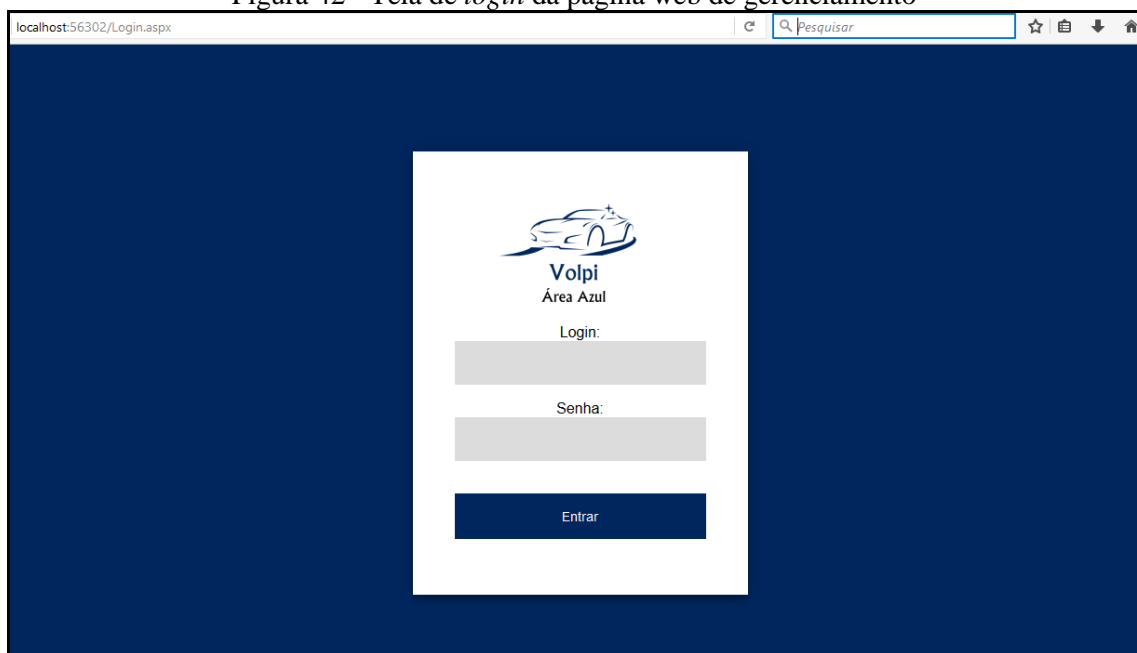 Figura 42 - Tela de login da página web de gerenciamento
localhost:56302/Login.aspx
Pesquisar
Volpi
Área Azul
Login:
Senha:
Entrar